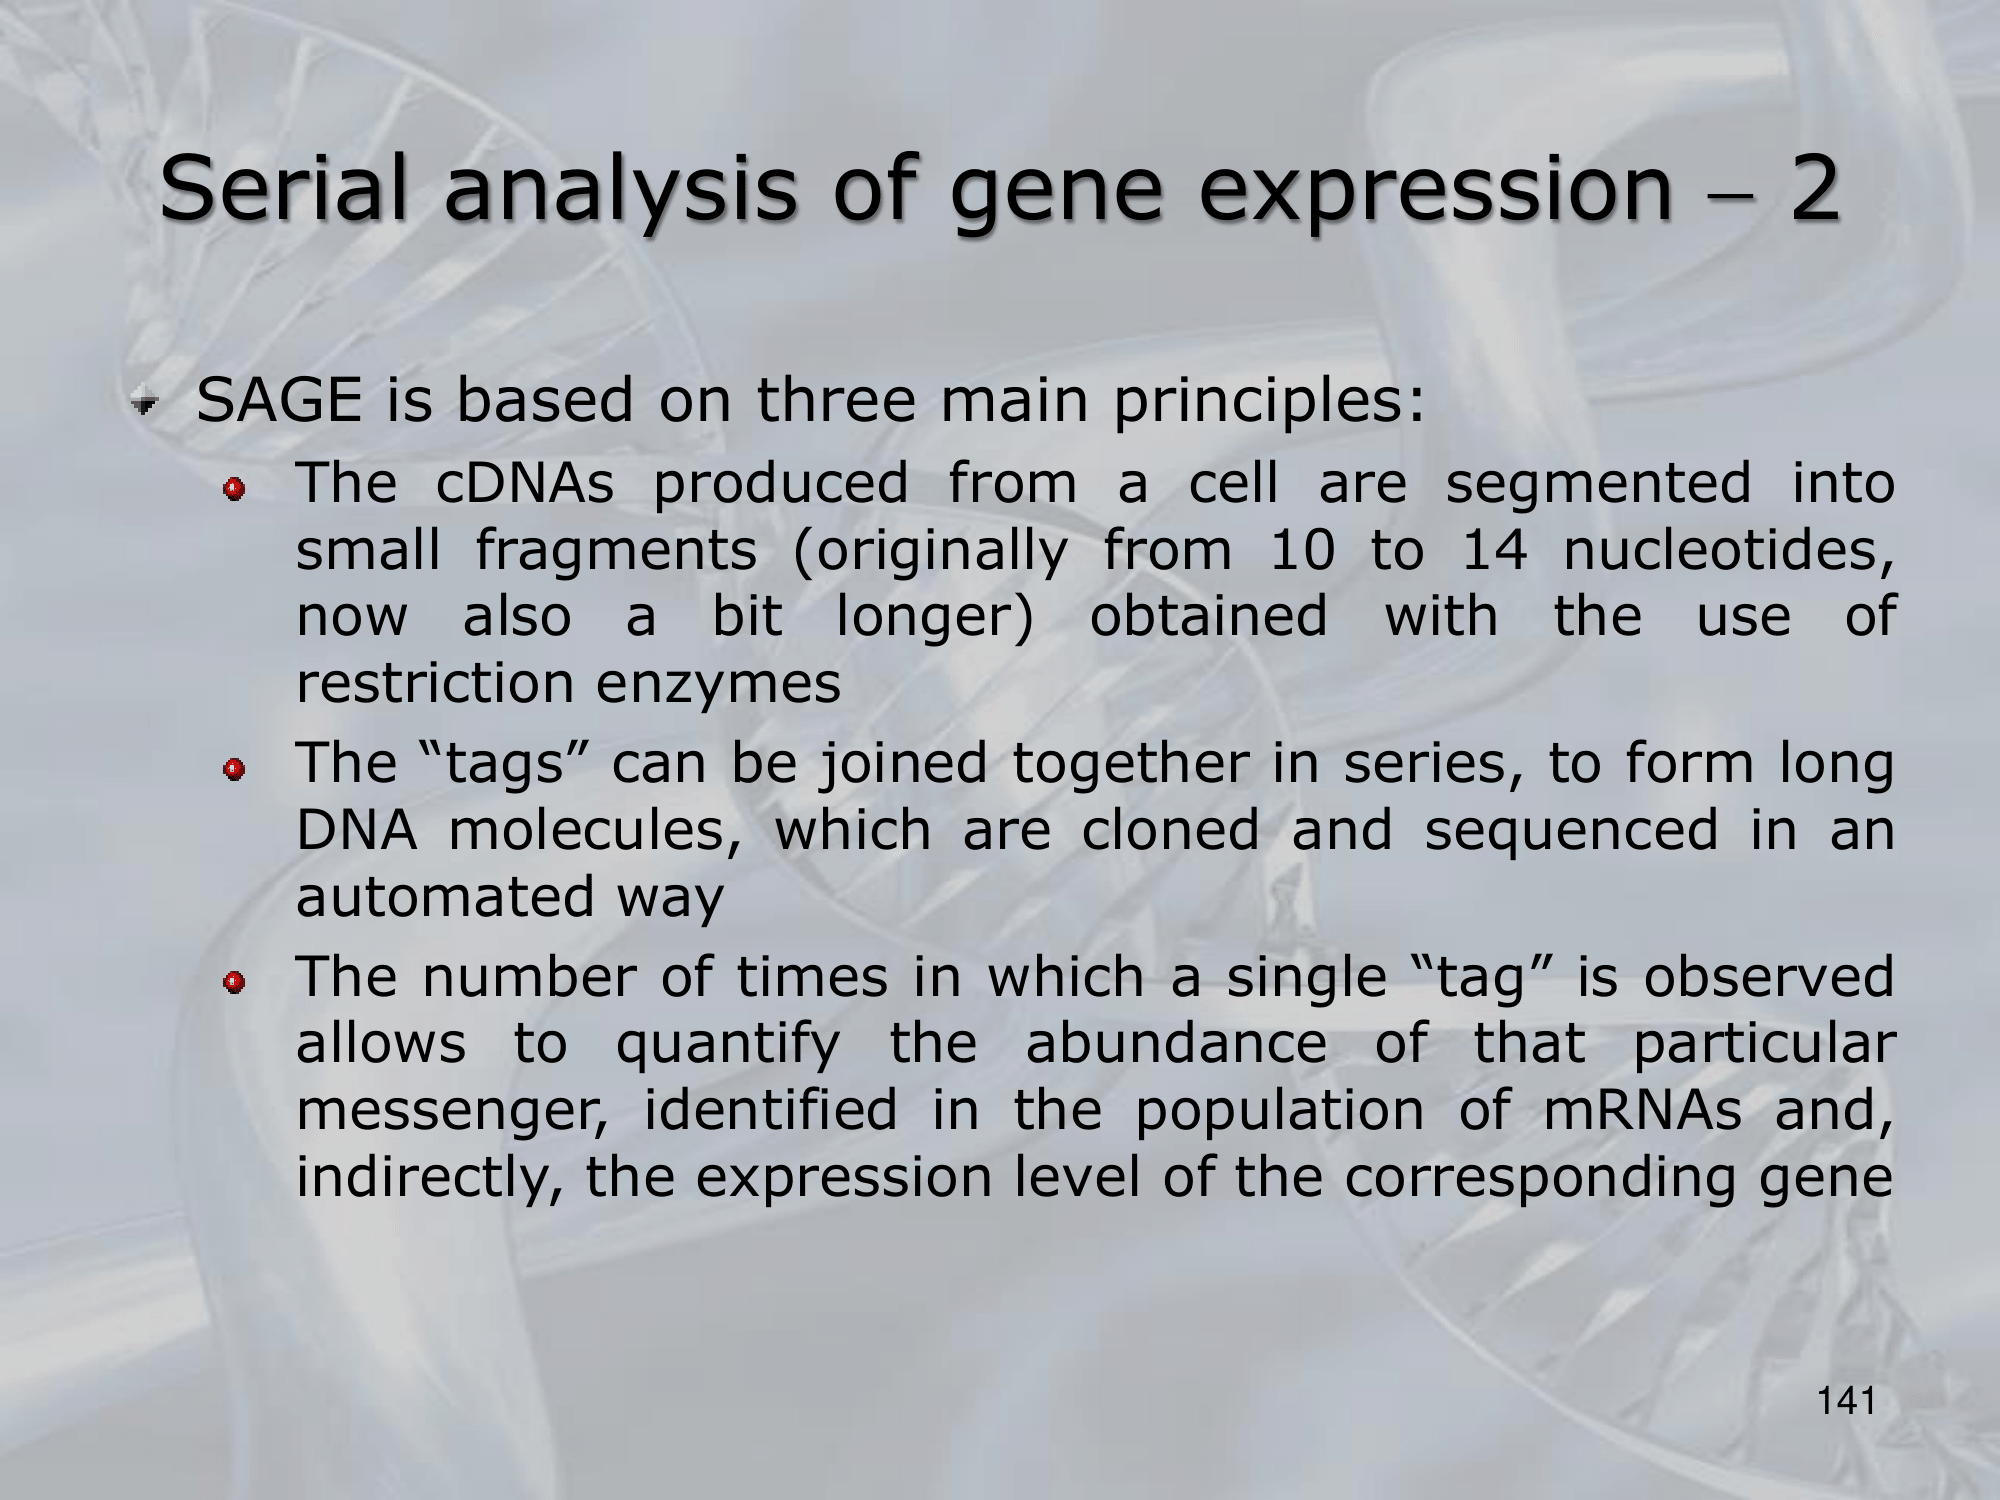 Serial analysis of gene expression – 2
SAGE is based on three main principles:
The cDNAs produced from a cell are segmented into
small fragments (originally from 10 to 14 nucleotides,
now also a bit longer) obtained with the use of
restriction enzymes
The “tags” can be joined together in series, to form long
DNA molecules, which are cloned and sequenced in an
automated way
The number of times in which a single “tag” is observed
allows to quantify the abundance of that particular
messenger, identified in the population of mRNAs and,
indirectly, the expression level of the corresponding gene
141